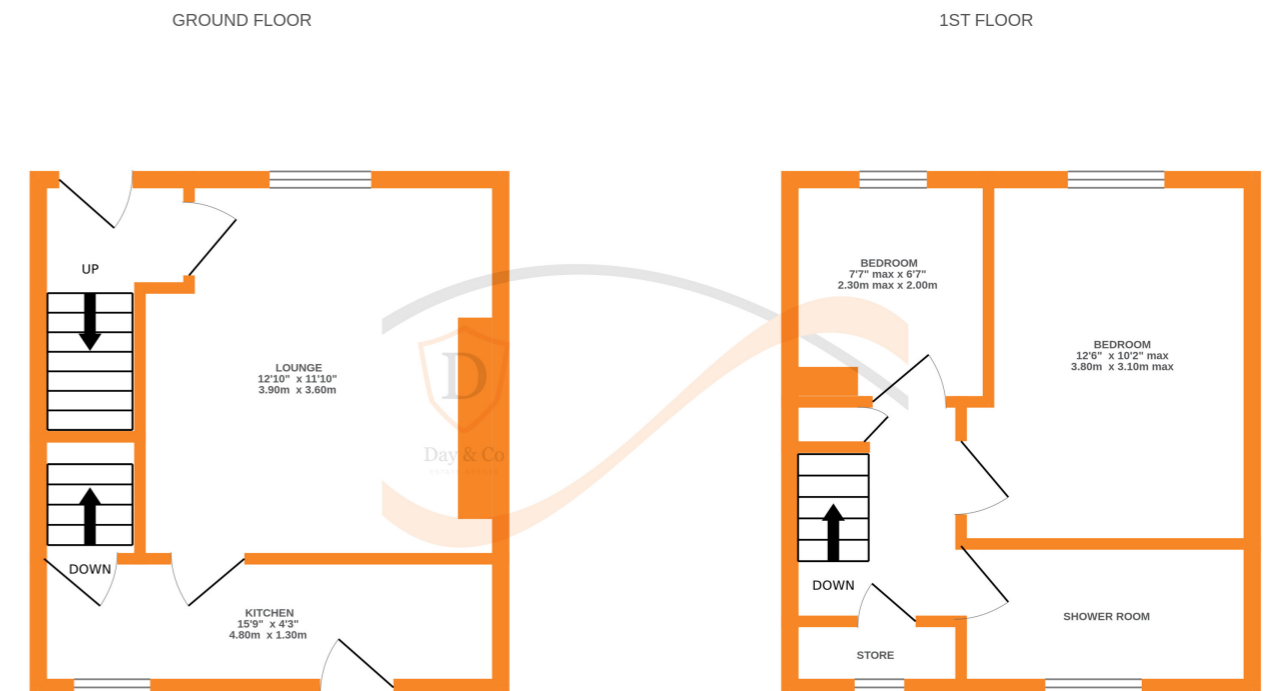 GROUND FLOOR
1ST FLOOR
UP
LOUNGE
12'10" x 11'10"
3.90m x 3.60m
D
Day & Co
DOWN
KITCHEN
15'9" x 4'3"
4.80m x 1.30m
BEDROOM
7'7" max x 6'7"
2.30m max x 2.00m
BEDROOM
12'6" x 10'2" max
3.80m x 3.10m max
DOWN
SHOWER ROOM
STORE